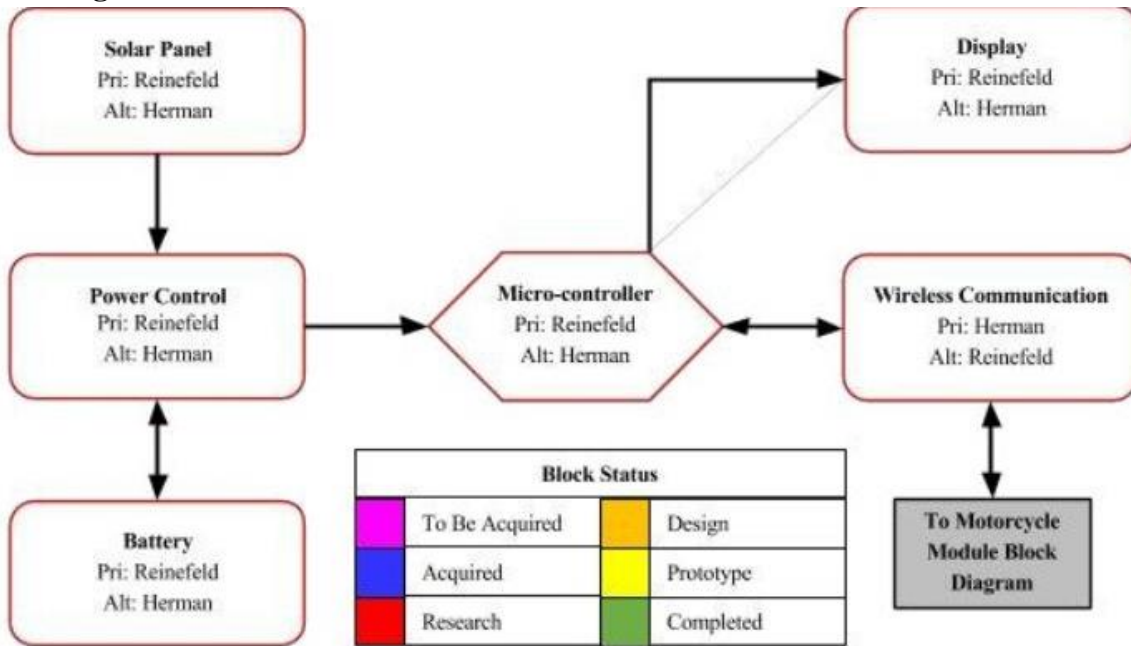 Solar Panel
Pri: Reinefeld
Alt: Herman
Display
Pri: Reinefeld
Alt: Herman
Power Control
Pri: Reinefeld
Alt: Herman
Micro-controller
Pri: Reinefeld
Alt: Herman
Wireless Communication
Pri: Herman
Alt: Reinefeld
Battery
Pri: Reinefeld
Alt: Herman
Block Status
To Be Acquired
Design
Acquired
Prototype
Research
Completed
To Motorcycle
Module Block
Diagram